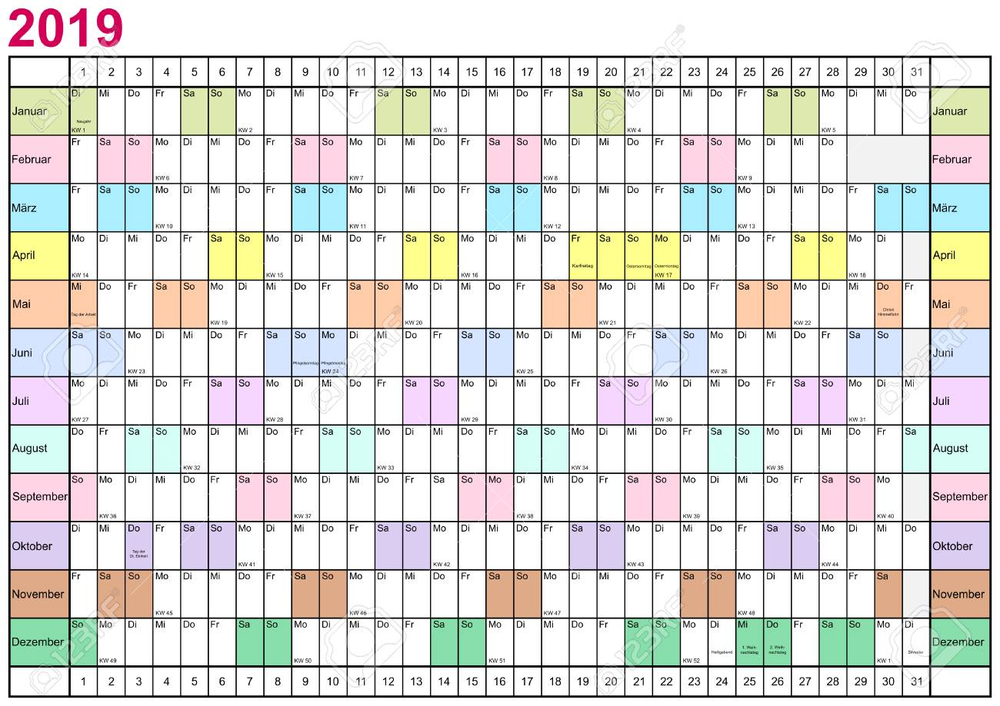 2019
1 2 3 4 5 6 7 8 9 10 11 12 13 14 15 16 17 18 19 20 21 22 23 24 25 26 27 28 29 30 31
Di Mi Do Fr Sa So Mo Di Mi Do Fr Sa So Mo Di Mi Do Fr Sa So Mo Di Mi Do Fr Sa So Mo Di Mi Do
Januar Januar
Neujahr
KW 1 KW 2 KW 3 KW 4 KW 5
Fr Sa So Mo Di Mi Do Fr Sa So Mo Di Mi Do Fr Sa So Mo Di Mi Do Fr Sa So Mo Di Mi Do
Februar Februar
KW 6 KW 7 KW 8 KW 9
Fr Sa So Mo Di Mi Do Fr Sa So Mo Di Mi Do Fr Sa So Mo Di Mi Do Fr Sa So Mo Di Mi Do Fr Sa So
März März
KW 10 KW 11 KW 12 KW 13
Mo Di Mi Do Fr Sa So Mo Di Mi Do Fr Sa So Mo Di Mi Do Fr Sa So Mo Di Mi Do Fr Sa So Mo Di
April April
Karfreitag Ostersonntag Ostermontag
KW 14 KW 15 KW 16 KW 17 KW 18
Mi Do Fr Sa So Mo Di Mi Do Fr Sa So Mo Di Mi Do Fr Sa So Mo Di Mi Do Fr Sa So Mo Di Mi Do Fr
Mai Mai
Tag der Arbeit Christi
Himmelfahrt
KW 19 KW 20 KW 21 KW 22
Sa So Mo Di Mi Do Fr Sa So Mo Di Mi Do Fr Sa So Mo Di Mi Do Fr Sa So Mo Di Mi Do Fr Sa So
Juni Juni
Pfingstsonntag Pfingstmontag
KW 23 KW 24 KW 25 KW 26
Mo Di Mi Do Fr Sa So Mo Di Mi Do Fr Sa So Mo Di Mi Do Fr Sa So Mo Di Mi Do Fr Sa So Mo Di Mi
Juli Juli
KW 27 KW 28 KW 29 KW 30 KW 31
Do Fr Sa So Mo Di Mi Do Fr Sa So Mo Di Mi Do Fr Sa So Mo Di Mi Do Fr Sa So Mo Di Mi Do Fr Sa
August August
KW 32 KW 33 KW 34 KW 35
So Mo Di Mi Do Fr Sa So Mo Di Mi Do Fr Sa So Mo Di Mi Do Fr Sa So Mo Di Mi Do Fr Sa So Mo
September September
KW 36 KW 37 KW 38 KW 39 KW 40
Di Mi Do Fr Sa So Mo Di Mi Do Fr Sa So Mo Di Mi Do Fr Sa So Mo Di Mi Do Fr Sa So Mo Di Mi Do
Oktober Oktober
Tag der
Dt. Einheit
KW 41 KW 42 KW 43 KW 44
Fr Sa So Mo Di Mi Do Fr Sa So Mo Di Mi Do Fr Sa So Mo Di Mi Do Fr Sa So Mo Di Mi Do Fr Sa
November November
KW 45 KW 46 KW 47 KW 48
So Mo Di Mi Do Fr Sa So Mo Di Mi Do Fr Sa So Mo Di Mi Do Fr Sa So Mo Di Mi Do Fr Sa So Mo Di
Dezember Dezember
Heiligabend 1. Weih- 2. Weih- Silvester
nachtstag nachtstag
KW 49 KW 50 KW 51 KW 52 KW 1
1 2 3 4 5 6 7 8 9 10 11 12 13 14 15 16 17 18 19 20 21 22 23 24 25 26 27 28 29 30 31
123RF